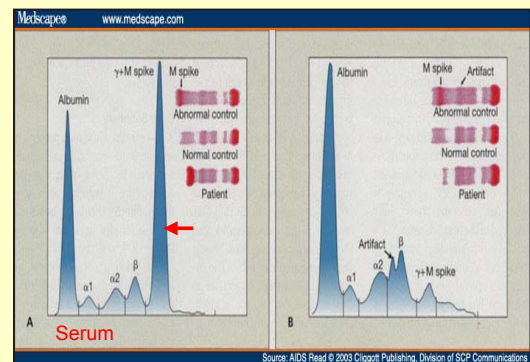 Medscape® www.medscape.com
γ+M spike
M spike
Albumin
Abnormal control
Normal control
Patient
α1
α2
β
A
Serum
M spike
Artifact
Albumin
Abnormal control
Normal control
Patient
α1
α2
Artifact
β
γ+M spike
B
Source: AIDS Read © 2003 Cliggott Publishing, Division of SCP Communications